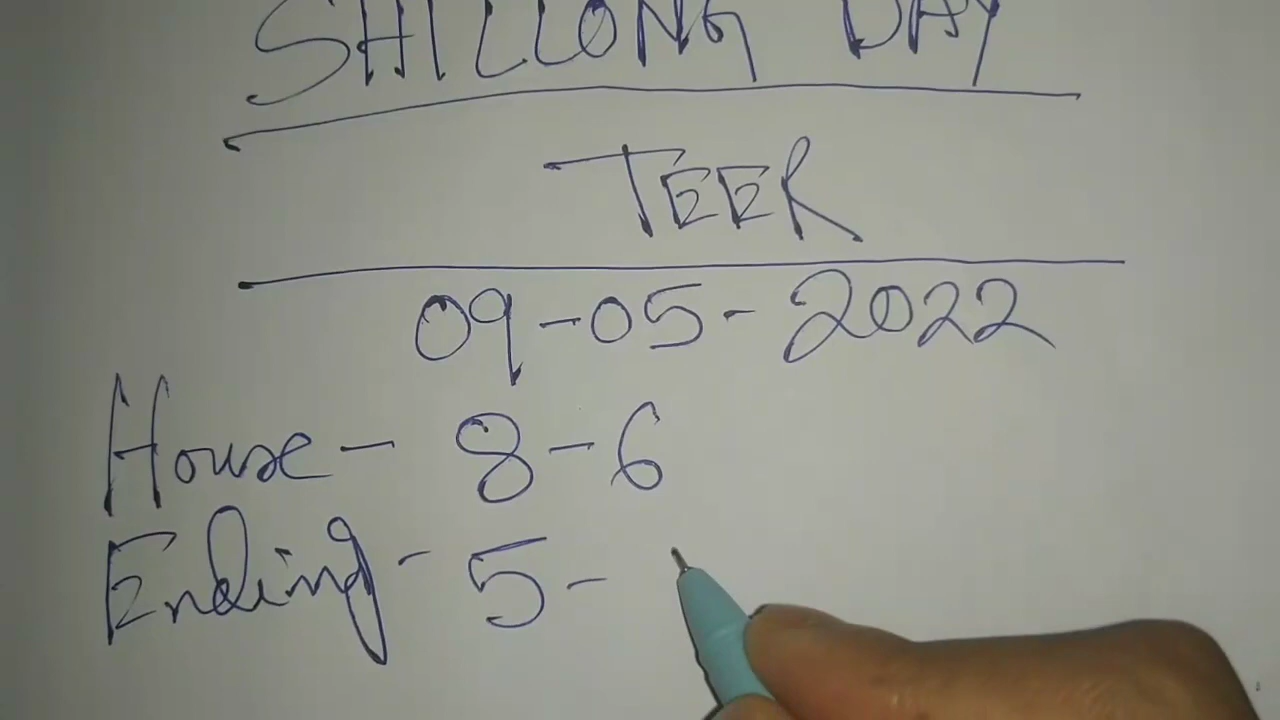 SHILLONG DAY
TEER
09-05-2022
House - 8-6
Ending - 5-